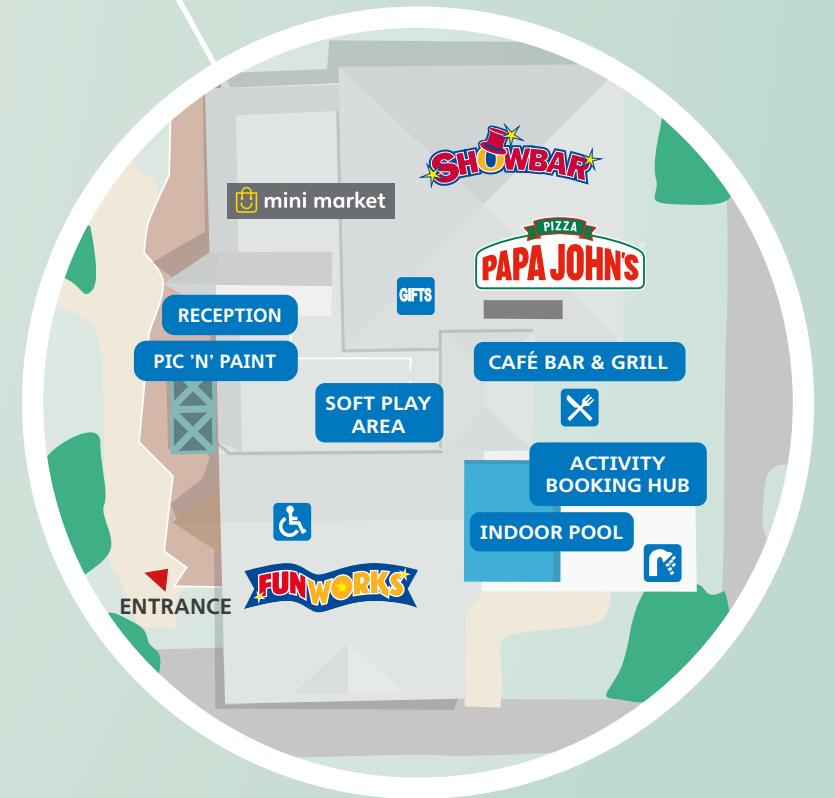 SHOWBAR
mini market
PIZZA
PAPA JOHN'S
GIFTS
RECEPTION
PIC ’N’ PAINT
CAFÉ BAR & GRILL
SOFT PLAY
AREA
ACTIVITY
BOOKING HUB
INDOOR POOL
FUNWORKS
ENTRANCE